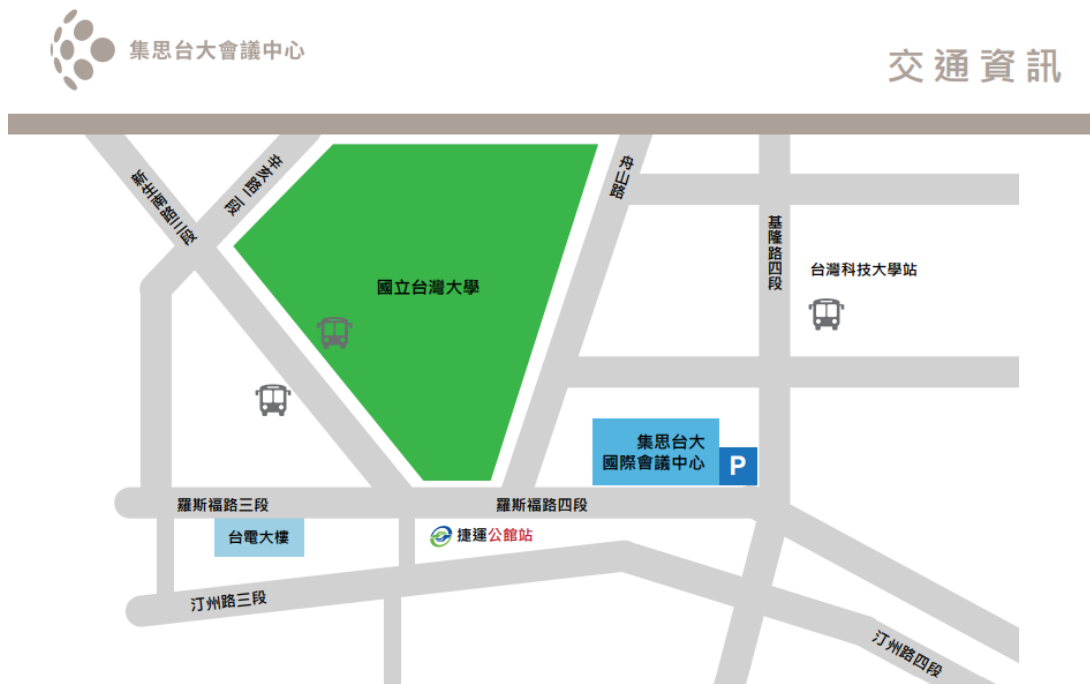 集思台大會議中心
交通資訊
新生南路三段
辛亥路二段
舟山路
基隆路四段
台灣科技大學站
國立台灣大學
集思台大
國際會議中心
P
羅斯福路三段
羅斯福路四段
台電大樓
捷運公館站
汀州路三段
汀州路四段